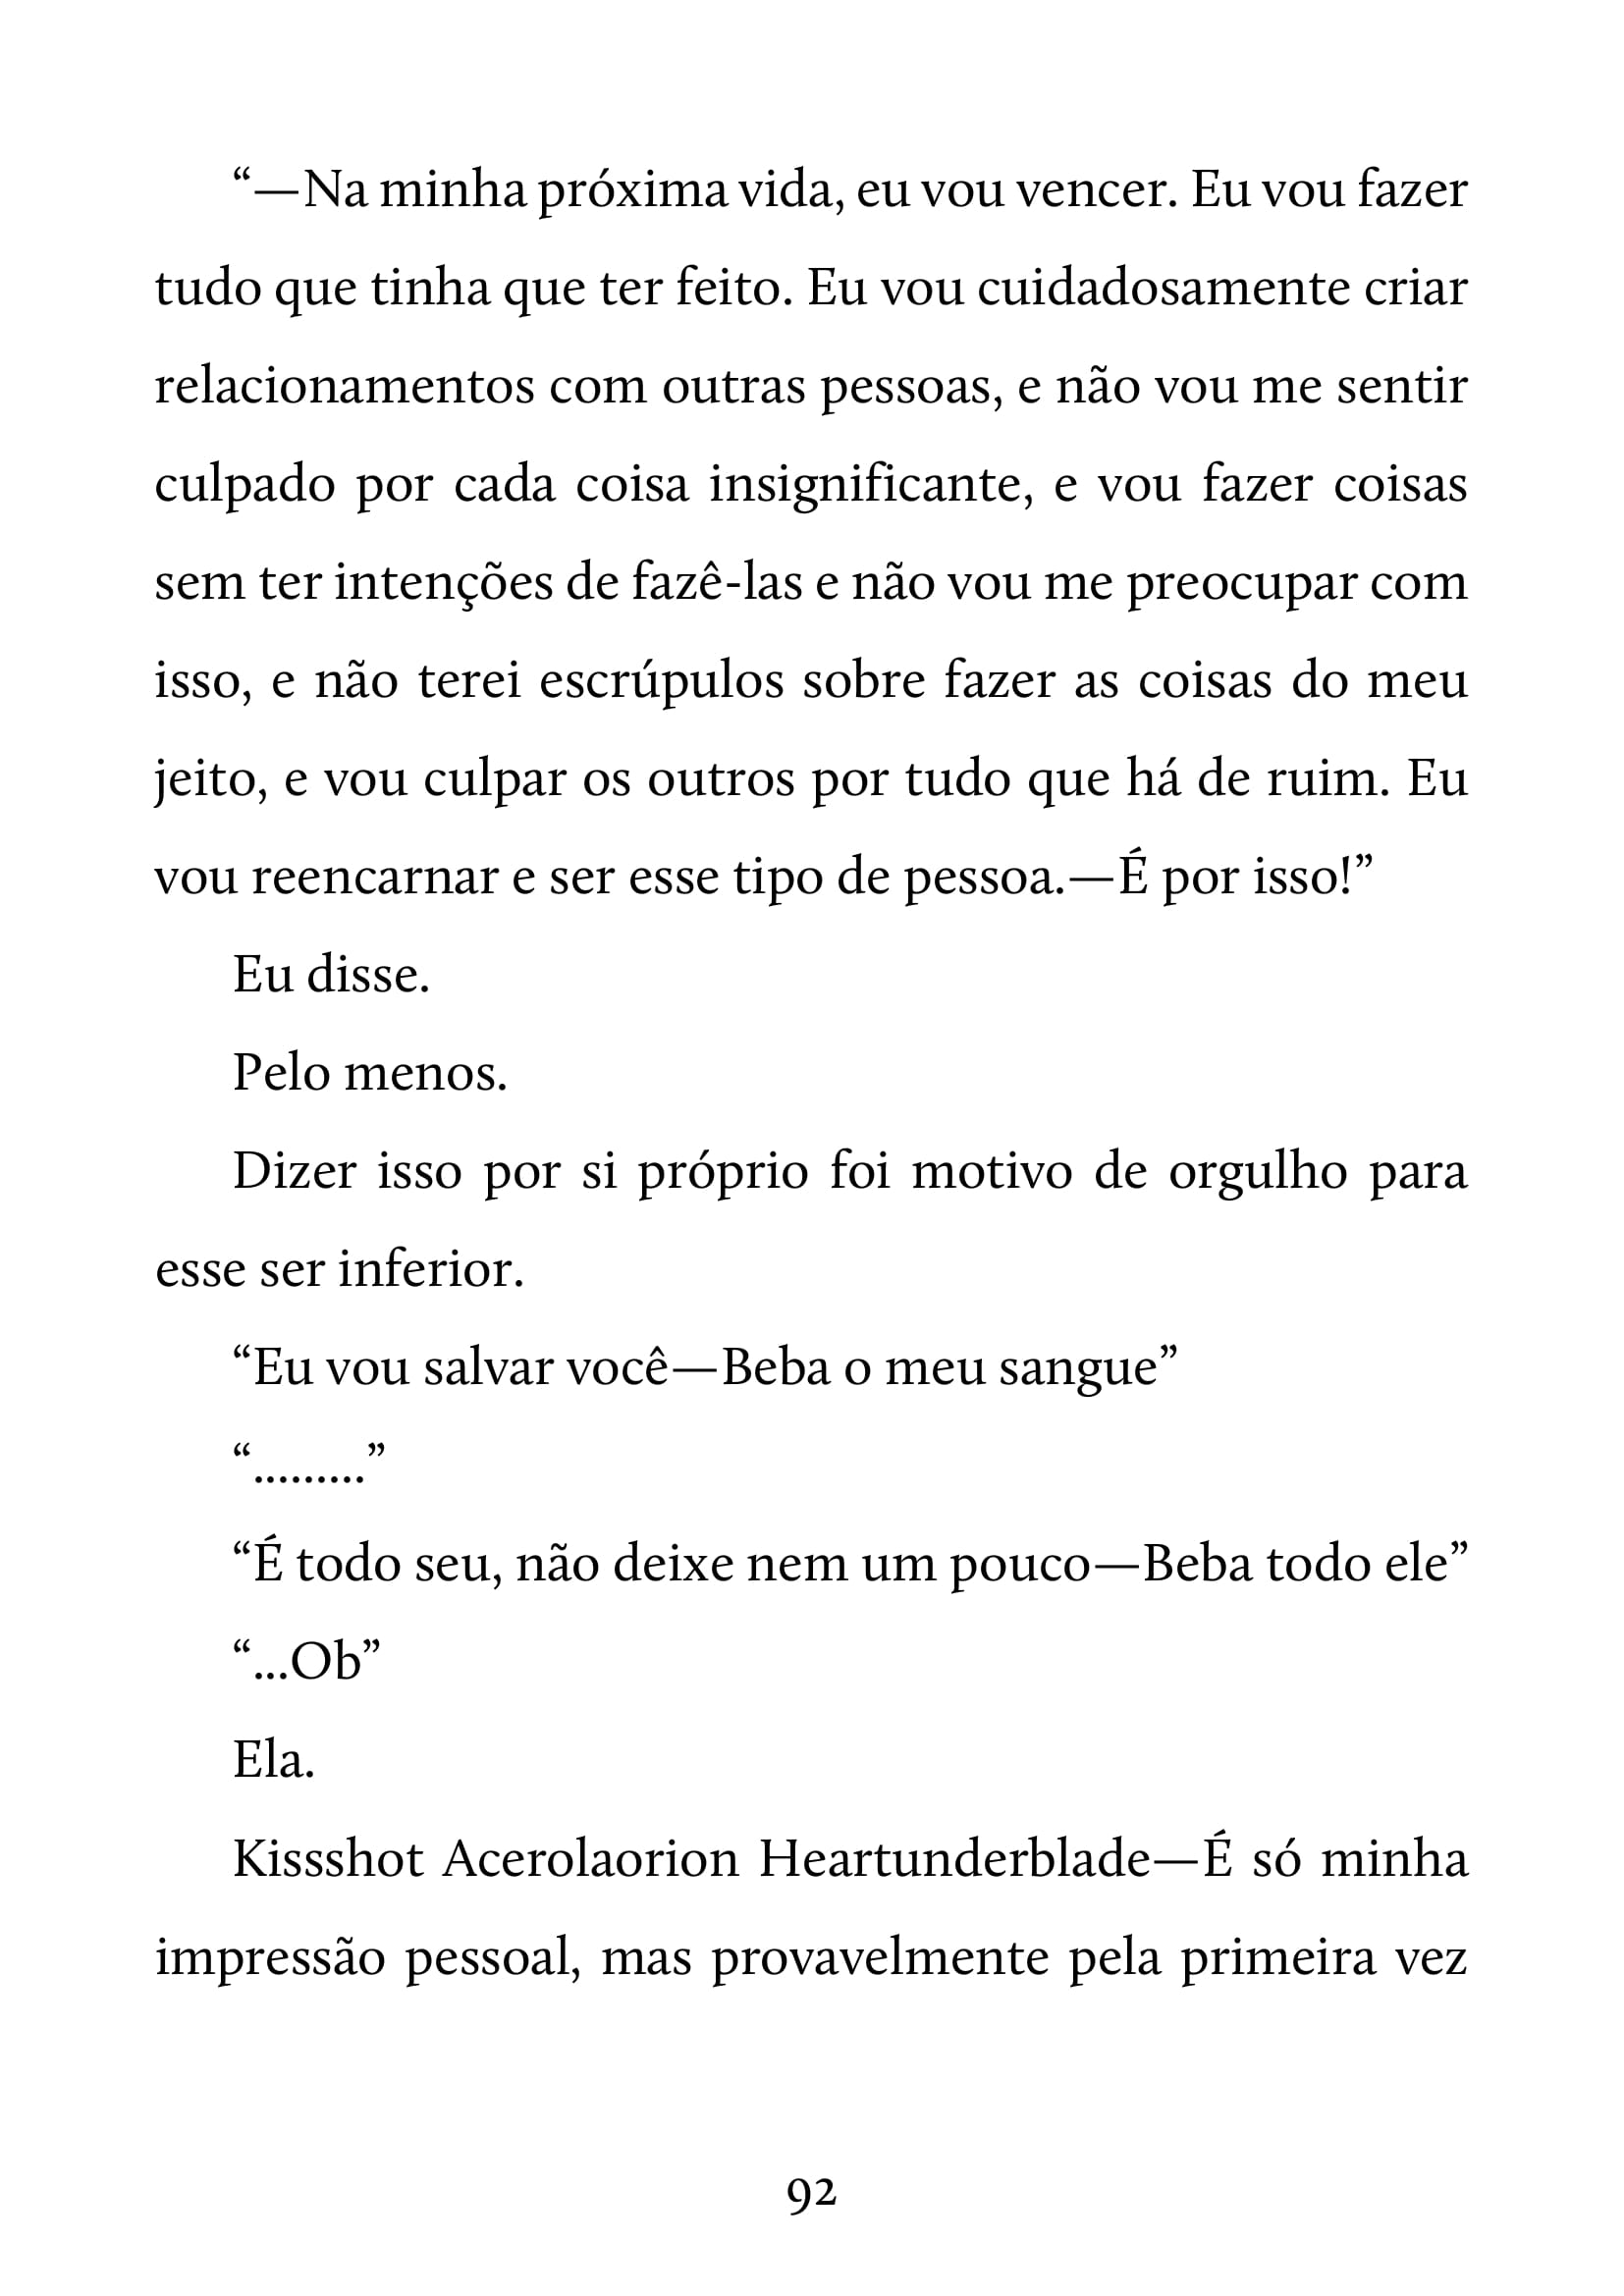 “—Na minha próxima vida, eu vou vencer. Eu vou fazer
tudo que tinha que ter feito. Eu vou cuidadosamente criar
relacionamentos com outras pessoas, e não vou me sentir
culpado por cada coisa insignificante, e vou fazer coisas
sem ter intenções de fazê-las e não vou me preocupar com
isso, e não terei escrúpulos sobre fazer as coisas do meu
jeito, e vou culpar os outros por tudo que há de ruim. Eu
vou reencarnar e ser esse tipo de pessoa.—É por isso!”
Eu disse.
Pelo menos.
Dizer isso por si próprio foi motivo de orgulho para
esse ser inferior.
“Eu vou salvar você—Beba o meu sangue”
“.........”
“É todo seu, não deixe nem um pouco—Beba todo ele”
“...Ob”
Ela.
Kissshot Acerolaorion Heartunderblade—É só minha
impressão pessoal, mas provavelmente pela primeira vez
92